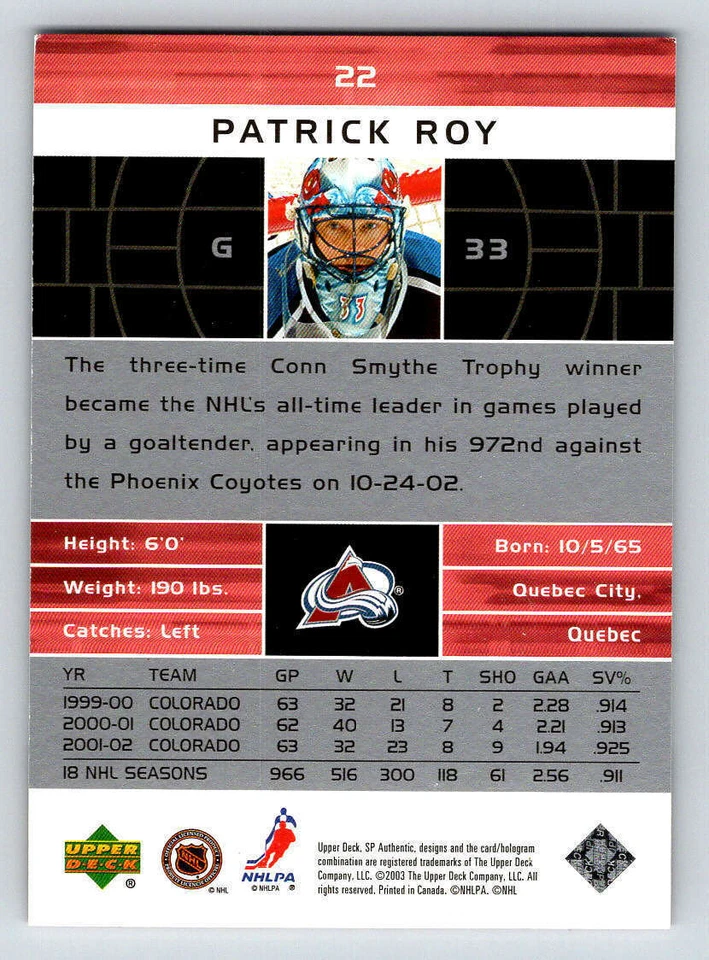 22
PATRICK ROY
G
33
33
The three-time Conn Smythe Trophy winner
became the NHL's all-time leader in games played
by a goaltender, appearing in his 972nd against
the Phoenix Coyotes on 10-24-02.
Height: 6'0'
Weight: 190 lbs.
Catches: Left
A
®
Born: 10/5/65
Quebec City,
Quebec
YR TEAM GP W L T SHO GAA SV%
1999-00 COLORADO 63 32 21 8 2 2.28 .914
2000-01 COLORADO 62 40 13 7 4 2.21 .913
2001-02 COLORADO 63 32 23 8 9 1.94 .925
18 NHL SEASONS 966 516 300 118 61 2.56 .911
UPPER
DECK
®
NHL
© NHL
NHLPA
© NHLPA ®
Upper Deck, SP Authentic, designs and the card/hologram
combination are registered trademarks of The Upper Deck
Company, LLC. ©2003 The Upper Deck Company, LLC. All
rights reserved. Printed in Canada. ©NHLPA. ©NHL